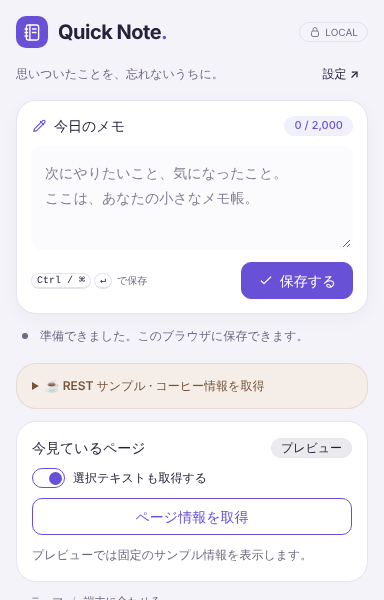 Quick Note.
LOCAL
思いついたことを、忘れないうちに。
設定
今日のメモ
0 / 2,000
次にやりたいこと、気になったこと。
ここは、あなたの小さなメモ帳。
Ctrl / ⌘ ↵ で保存
保存する
準備できました。このブラウザに保存できます。
REST サンプル · コーヒー情報を取得
今見ているページ
プレビュー
選択テキストも取得する
ページ情報を取得
プレビューでは固定のサンプル情報を表示します。